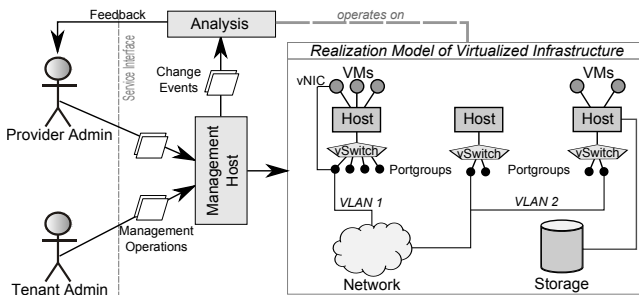 Feedback
Analysis
operates on
Service Interface
Realization Model of Virtualized Infrastructure
Change
Events
vNIC
VMs
VMs
Provider Admin
Host
Host
Host
vSwitch
vSwitch
vSwitch
Management
Host
Portgroups
Portgroups
VLAN 1
VLAN 2
Management
Operations
Tenant Admin
Network
Storage